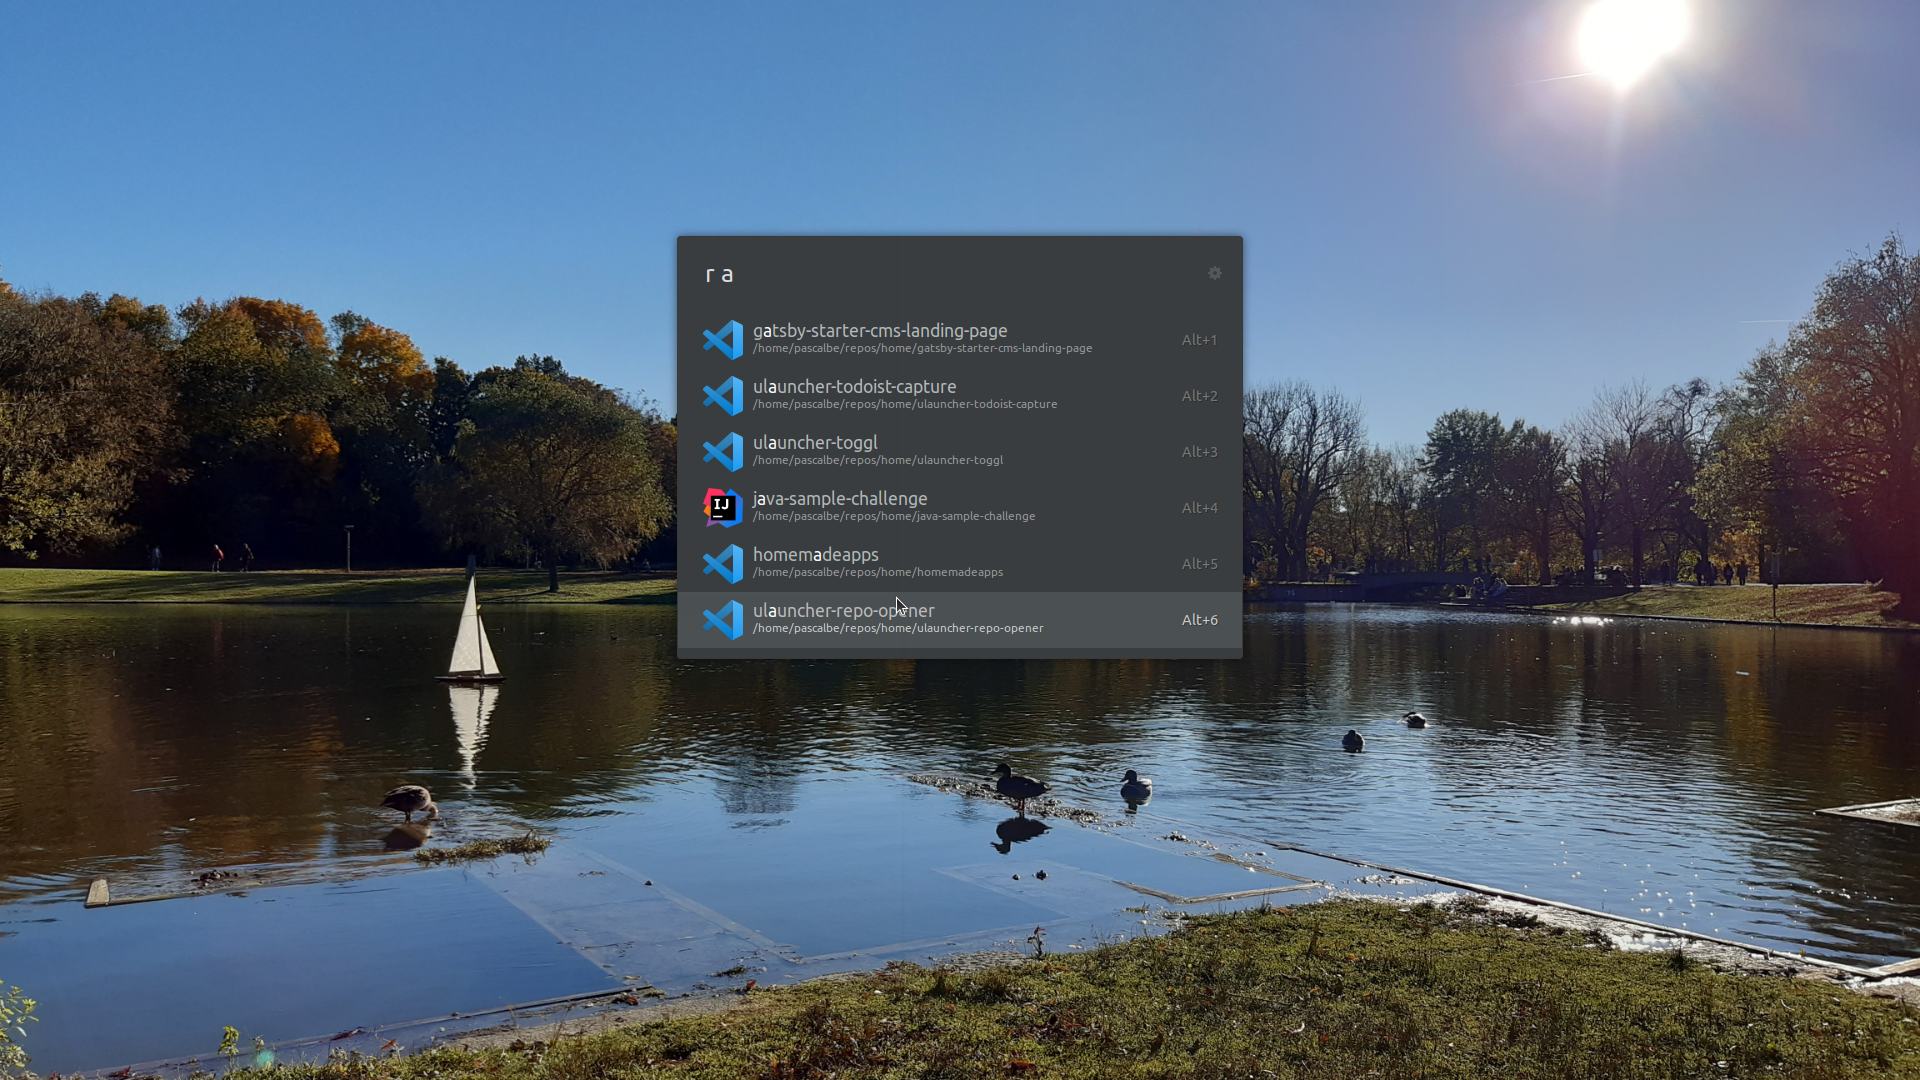 r a
gatsby-starter-cms-landing-page
/home/pascalbe/repos/home/gatsby-starter-cms-landing-page
Alt+1
ulauncher-todoist-capture
/home/pascalbe/repos/home/ulauncher-todoist-capture
Alt+2
ulauncher-toggl
/home/pascalbe/repos/home/ulauncher-toggl
Alt+3
IJ
java-sample-challenge
/home/pascalbe/repos/home/java-sample-challenge
Alt+4
homemadeapps
/home/pascalbe/repos/home/homemadeapps
Alt+5
ulauncher-repo-opener
/home/pascalbe/repos/home/ulauncher-repo-opener
Alt+6